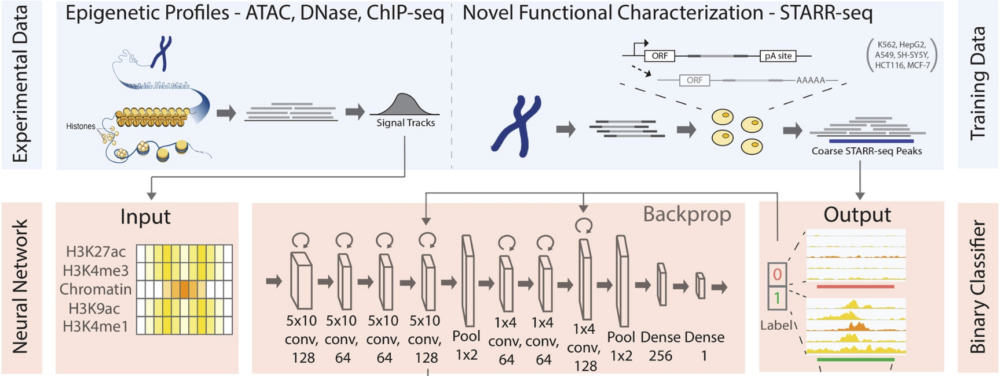 Experimental Data
Epigenetic Profiles - ATAC, DNase, ChIP-seq
Histones
Signal Tracks
Novel Functional Characterization - STARR-seq
ORF
pA site
ORF
AAAAA
K562, HepG2,
A549, SH-SY5Y,
HCT116, MCF-7
Coarse STARR-seq Peaks
Training Data
Neural Network
Input
H3K27ac
H3K4me3
Chromatin
H3K9ac
H3K4me1
Backprop
5x10
conv,
128
5x10
conv,
64
5x10
conv,
64
5x10
conv,
128
Pool
1x2
1x4
conv,
64
1x4
conv,
64
1x4
conv,
128
Pool
1x2
Dense
256
Dense
1
Output
0
1
Label
Binary Classifier